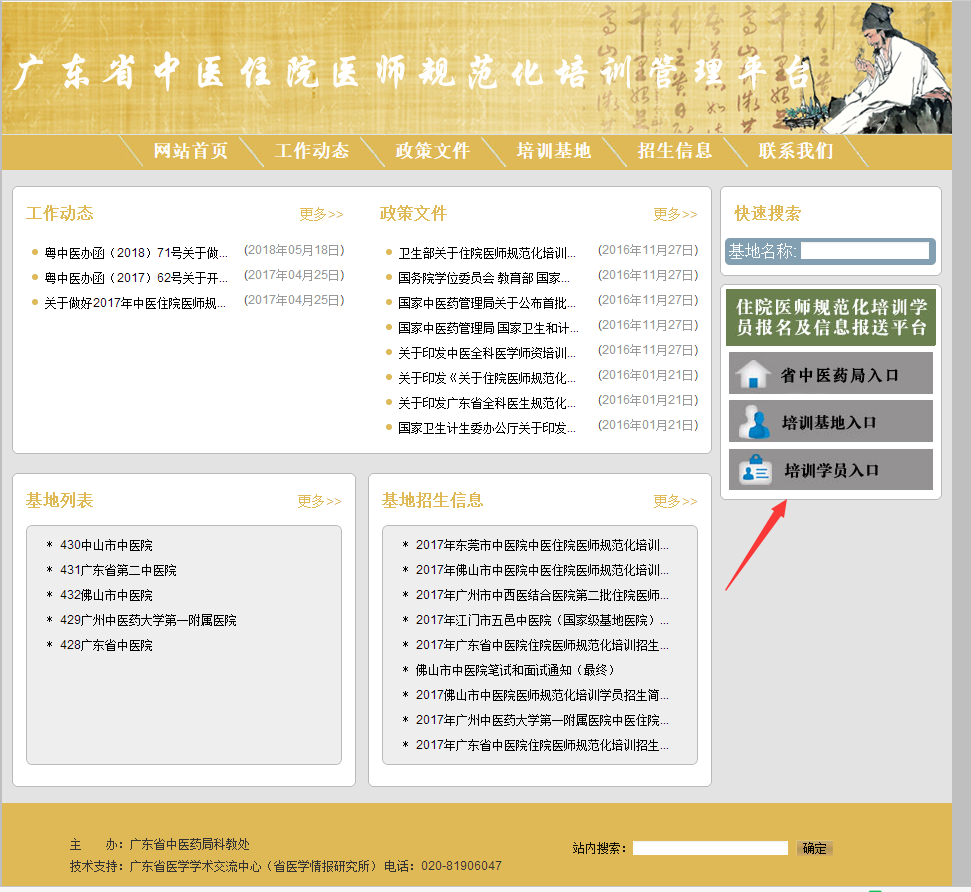 广东省中医住院医师规范化培训管理平台
网站首页
工作动态
政策文件
培训基地
招生信息
联系我们
工作动态
更多>>
粤中医办函（2018）71号关于做...
(2018年05月18日)
粤中医办函（2017）62号关于开...
(2017年04月25日)
关于做好2017年中医住院医师规...
(2017年04月25日)
政策文件
更多>>
卫生部关于住院医师规范化培训...
(2016年11月27日)
国务院学位委员会 教育部 国家...
(2016年11月27日)
国家中医药管理局关于公布首批...
(2016年11月27日)
国家中医药管理局 国家卫生和计...
(2016年11月27日)
关于印发中医全科医学师资培训...
(2016年11月27日)
关于印发《关于住院医师规范化...
(2016年01月21日)
关于印发广东省全科医生规范化...
(2016年01月21日)
国家卫生计生委办公厅关于印发...
(2016年01月21日)
快速搜索
基地名称:
住院医师规范化培训学
员报名及信息报送平台
省中医药局入口
培训基地入口
培训学员入口
基地列表
更多>>
* 430中山市中医院
* 431广东省第二中医院
* 432佛山市中医院
* 429广州中医药大学第一附属医院
* 428广东省中医院
基地招生信息
更多>>
* 2017年东莞市中医院中医住院医师规范化培训...
* 2017年佛山市中医院中医住院医师规范化培训...
* 2017年广州市中西医结合医院第二批住院医师...
* 2017年江门市五邑中医院（国家级基地医院）...
* 2017年广东省中医院住院医师规范化培训招生...
* 佛山市中医院笔试和面试通知（最终）
* 2017佛山市中医院医师规范化培训学员招生简...
* 2017年广州中医药大学第一附属医院中医住院...
* 2017年广东省中医院住院医师规范化培训招生...
主　　办：广东省中医药局科教处
技术支持：广东省医学学术交流中心（省医学情报研究所） 电话：020-81906047
站内搜索：
确定